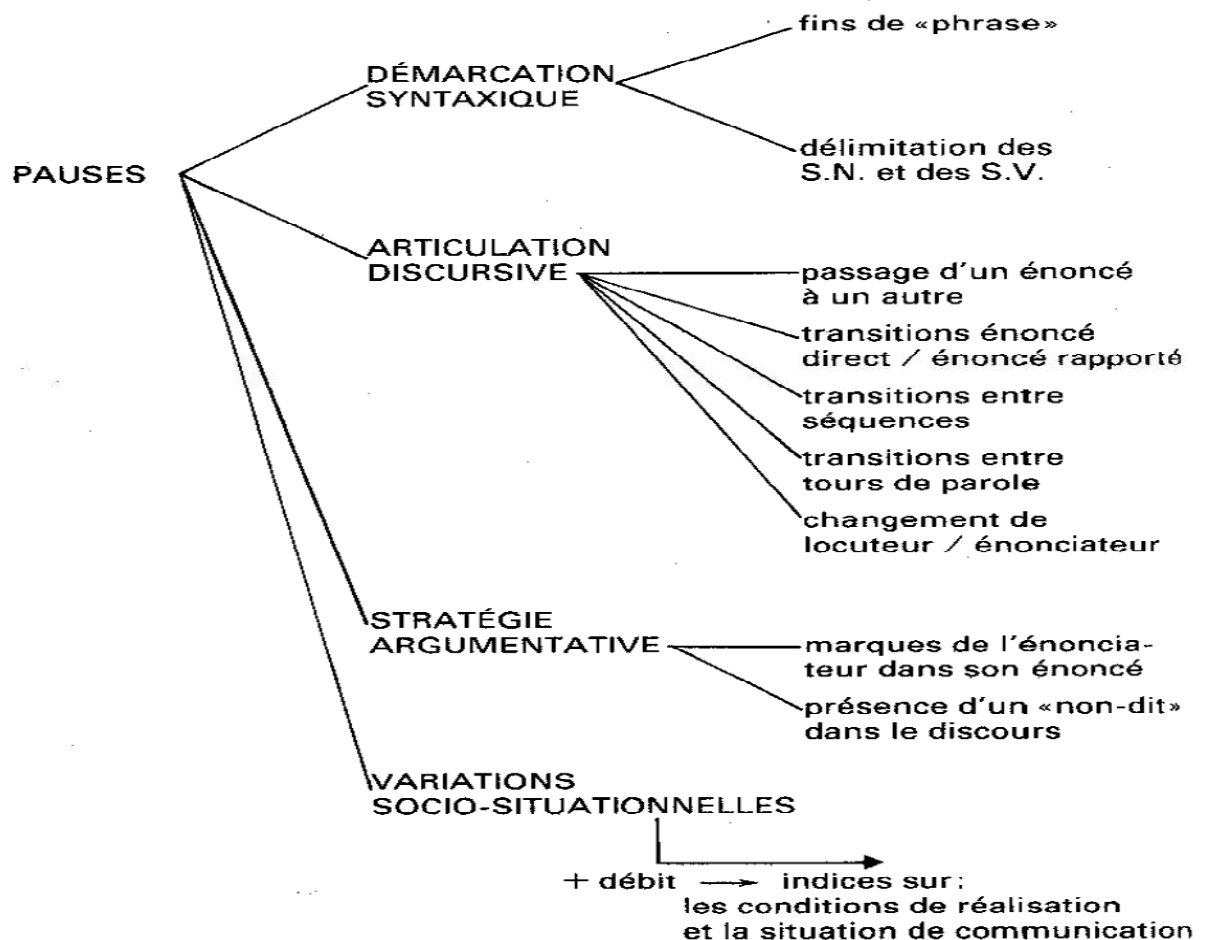 fins de «phrase»
DÉMARCATION
SYNTAXIQUE
délimitation des
S.N. et des S.V.
PAUSES
ARTICULATION
DISCURSIVE
passage d'un énoncé
à un autre
transitions énoncé
direct / énoncé rapporté
transitions entre
séquences
transitions entre
tours de parole
changement de
locuteur / énonciateur
STRATÉGIE
ARGUMENTATIVE
marques de l'énoncia-
teur dans son énoncé
présence d'un «non-dit»
dans le discours
VARIATIONS
SOCIO-SITUATIONNELLES
+ débit → indices sur:
les conditions de réalisation
et la situation de communication